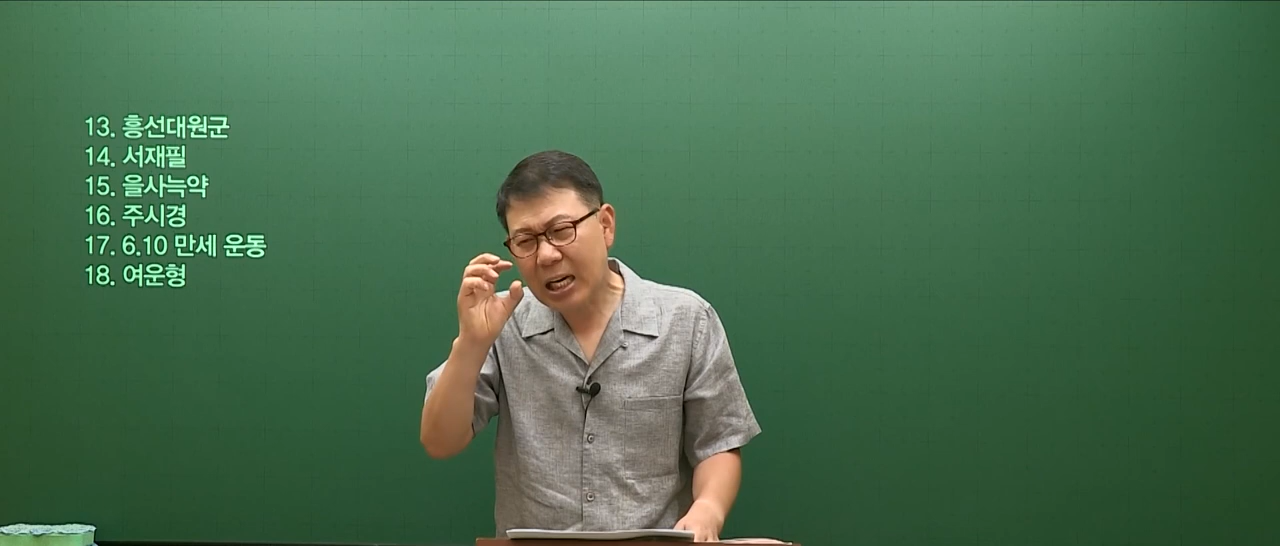 13. 흥선대원군
14. 서재필
15. 을사늑약
16. 주시경
17. 6.10 만세 운동
18. 여운형